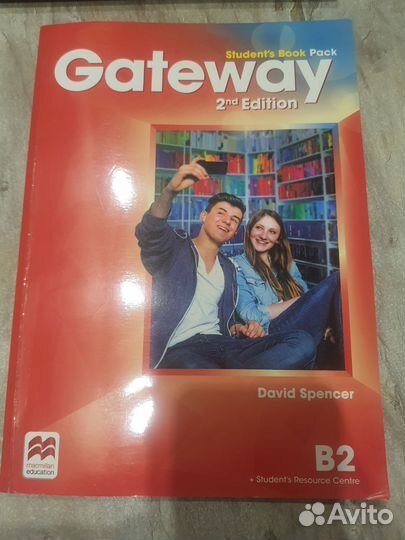 Student's Book Pack
Gateway
2nd Edition
David Spencer
B2
+ Student's Resource Centre
macmillan
education
Avito